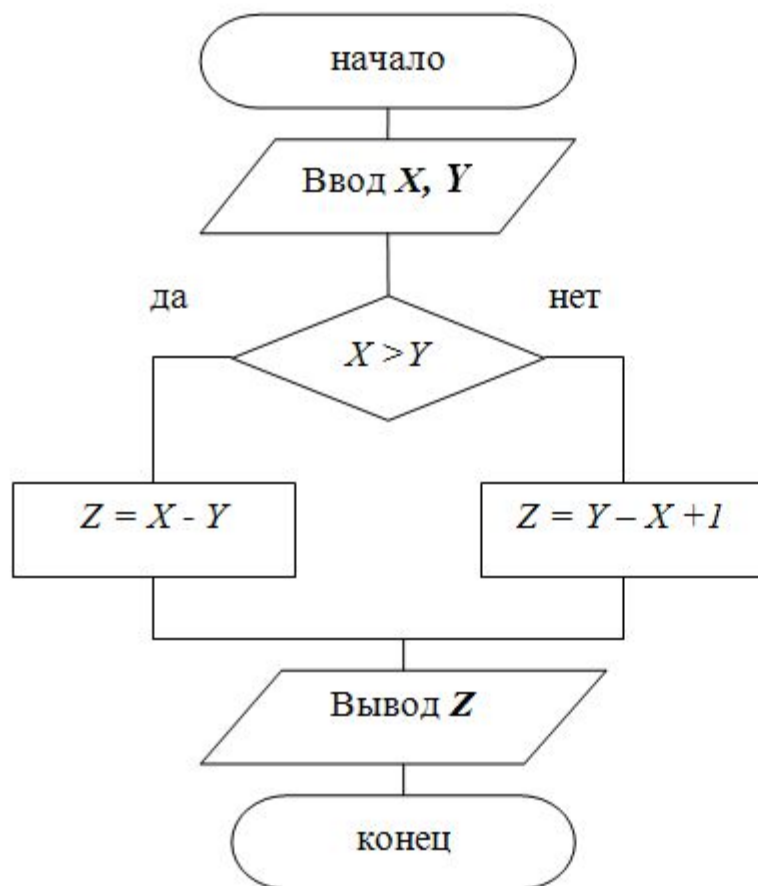 начало
Ввод X, Y
да
нет
X > Y
Z = X - Y
Z = Y – X +1
Вывод Z
конец